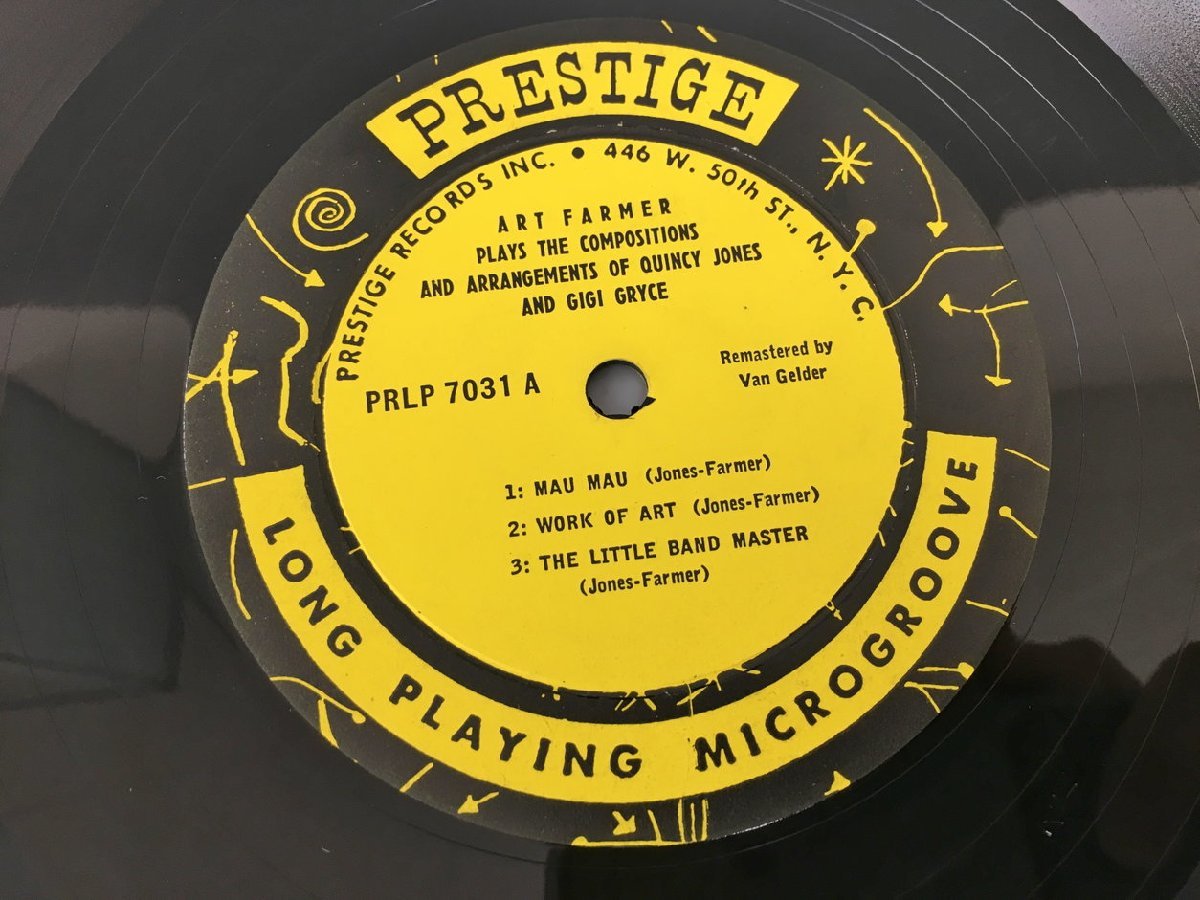 PRESTIGE
PRESTIGE RECORDS INC. • 446 W. 50th ST., N.Y.C.
ART FARMER
PLAYS THE COMPOSITIONS
AND ARRANGEMENTS OF QUINCY JONES
AND GIGI GRYCE
PRLP 7031 A
Remastered by
Van Gelder
1: MAU MAU (Jones-Farmer)
2: WORK OF ART (Jones-Farmer)
3: THE LITTLE BAND MASTER
(Jones-Farmer)
LONG PLAYING MICROGROOVE